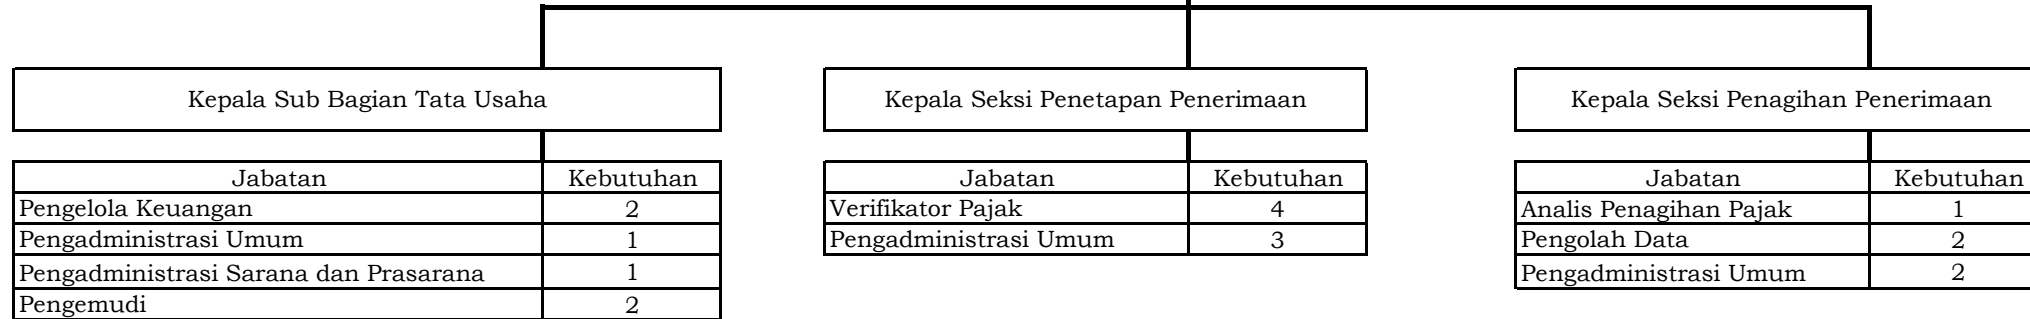 Kepala Sub Bagian Tata Usaha
Jabatan Kebutuhan
Pengelola Keuangan 2
Pengadministrasi Umum 1
Pengadministrasi Sarana dan Prasarana 1
Pengemudi 2
Kepala Seksi Penetapan Penerimaan
Jabatan Kebutuhan
Verifikator Pajak 4
Pengadministrasi Umum 3
Kepala Seksi Penagihan Penerimaan
Jabatan Kebutuhan
Analis Penagihan Pajak 1
Pengolah Data 2
Pengadministrasi Umum 2